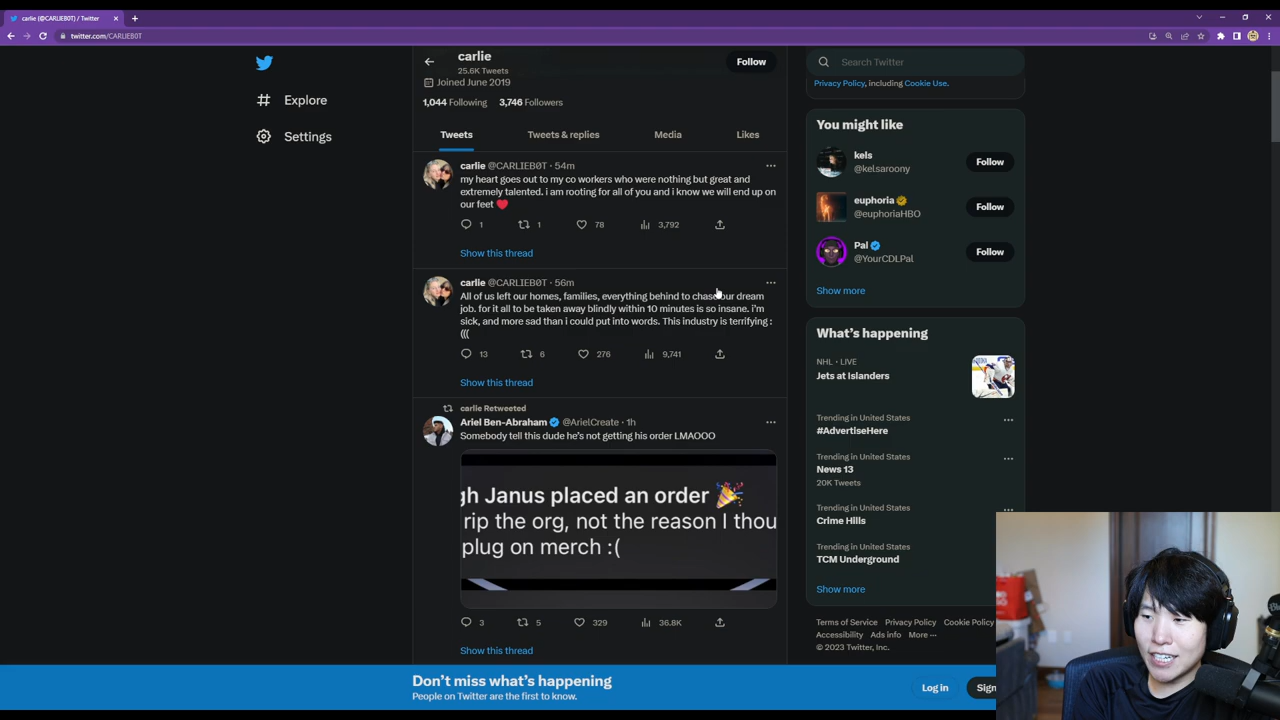 carlie (@CARLIEB0T) / Twitter
twitter.com/CARLIEB0T
carlie
25.6K Tweets
Follow
Joined June 2019
1,044 Following 3,746 Followers
Tweets
Tweets & replies
Media
Likes
Explore
Settings
carlie @CARLIEB0T · 54m
my heart goes out to my co workers who were nothing but great and
extremely talented. i am rooting for all of you and i know we will end up on
our feet ❤️
1 1 78 3,792
Show this thread
carlie @CARLIEB0T · 56m
All of us left our homes, families, everything behind to chase our dream
job. for it all to be taken away blindly within 10 minutes is so insane. i'm
sick, and more sad than i could put into words. This industry is terrifying :
(((
13 6 276 9,741
Show this thread
carlie Retweeted
Ariel Ben-Abraham @ArielCreate · 1h
Somebody tell this dude he's not getting his order LMAOOO
gh Janus placed an order 🎉
rip the org, not the reason I thou
plug on merch :(
3 5 329 36.8K
Show this thread
Search Twitter
Privacy Policy, including Cookie Use.
You might like
kels
@kelsaroony
Follow
euphoria
@euphoriaHBO
Follow
Pal
@YourCDLPal
Follow
Show more
What's happening
NHL · LIVE
Jets at Islanders
Trending in United States
#AdvertiseHere
Trending in United States
News 13
20K Tweets
Trending in United States
Crime Hills
Trending in United States
TCM Underground
Show more
Terms of Service Privacy Policy Cookie Policy
Accessibility Ads info More ···
© 2023 Twitter, Inc.
Don't miss what's happening
People on Twitter are the first to know.
Log in
Sign